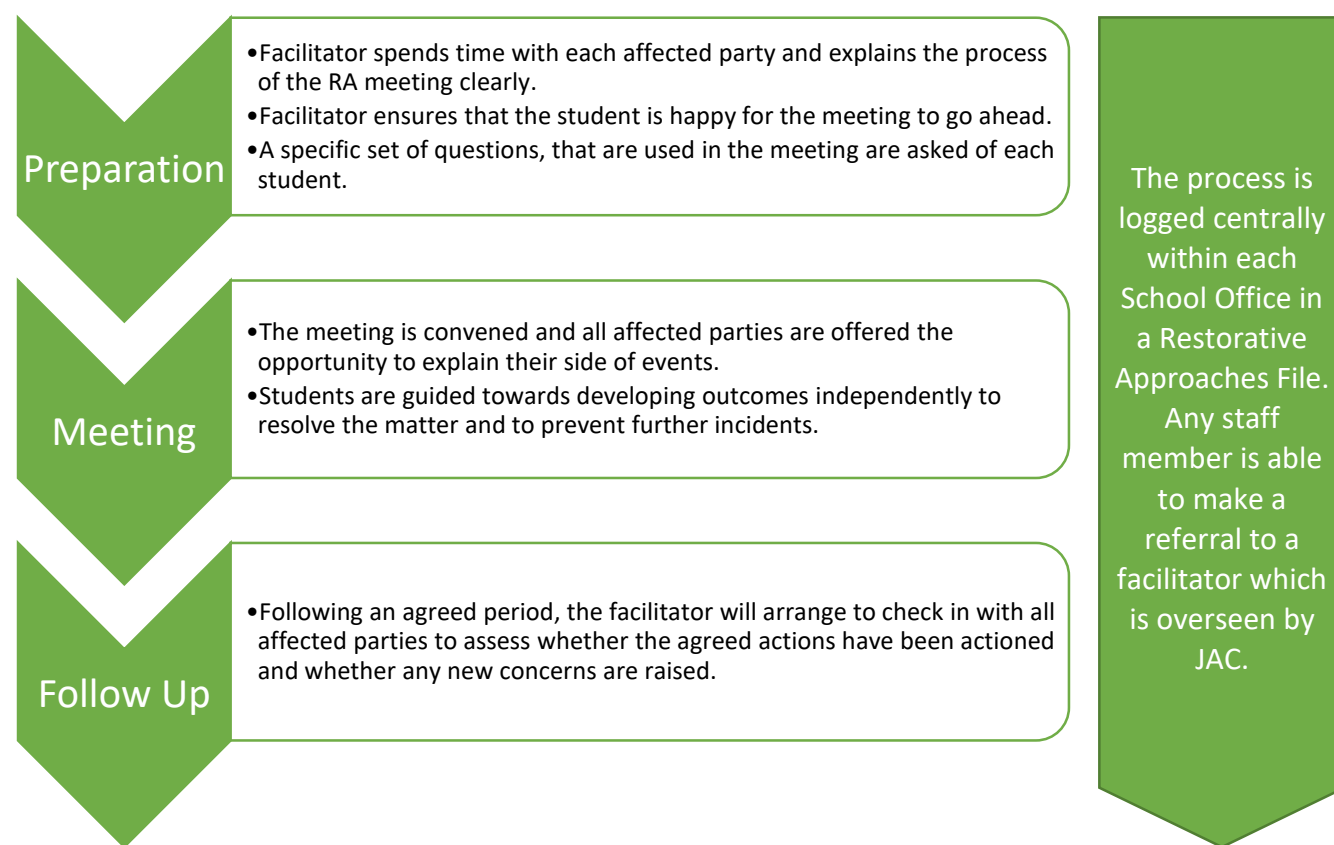 Preparation
•Facilitator spends time with each affected party and explains the process
of the RA meeting clearly.
•Facilitator ensures that the student is happy for the meeting to go ahead.
•A specific set of questions, that are used in the meeting are asked of each
student.
Meeting
•The meeting is convened and all affected parties are offered the
opportunity to explain their side of events.
•Students are guided towards developing outcomes independently to
resolve the matter and to prevent further incidents.
Follow Up
•Following an agreed period, the facilitator will arrange to check in with all
affected parties to assess whether the agreed actions have been actioned
and whether any new concerns are raised.
The process is
logged centrally
within each
School Office in
a Restorative
Approaches File.
Any staff
member is able
to make a
referral to a
facilitator which
is overseen by
JAC.